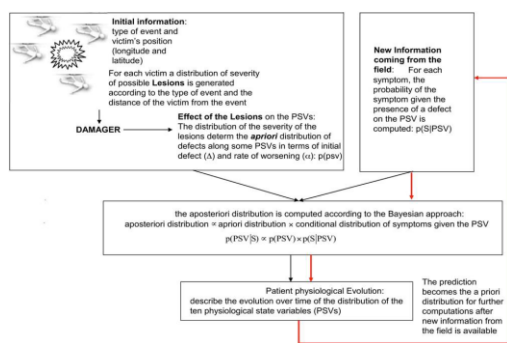 Initial information:
type of event and
victim's position
(longitude and
latitude)
For each victim a distribution of severity
of possible Lesions is generated
according to the type of event and the
distance of the victim from the event
DAMAGER
Effect of the Lesions on the PSVs:
The distribution of the severity of the
lesions determ the apriori distribution of
defects along some PSVs in terms of initial
defect (Δ) and rate of worsening (α): p(psv)
New Information
coming from the
field: For each
symptom, the
probability of the
symptom given the
presence of a defect
on the PSV is
computed: p(S|PSV)
the aposteriori distribution is computed according to the Bayesian approach:
aposteriori distribution ∝ apriori distribution × conditional distribution of symptoms given the PSV
p(PSV|S) ∝ p(PSV)×p(S|PSV)
Patient physiological Evolution:
describe the evolution over time of the distribution of the
ten physiological state variables (PSVs)
The prediction
becomes the a priori
distribution for further
computations after
new information from
the field is available